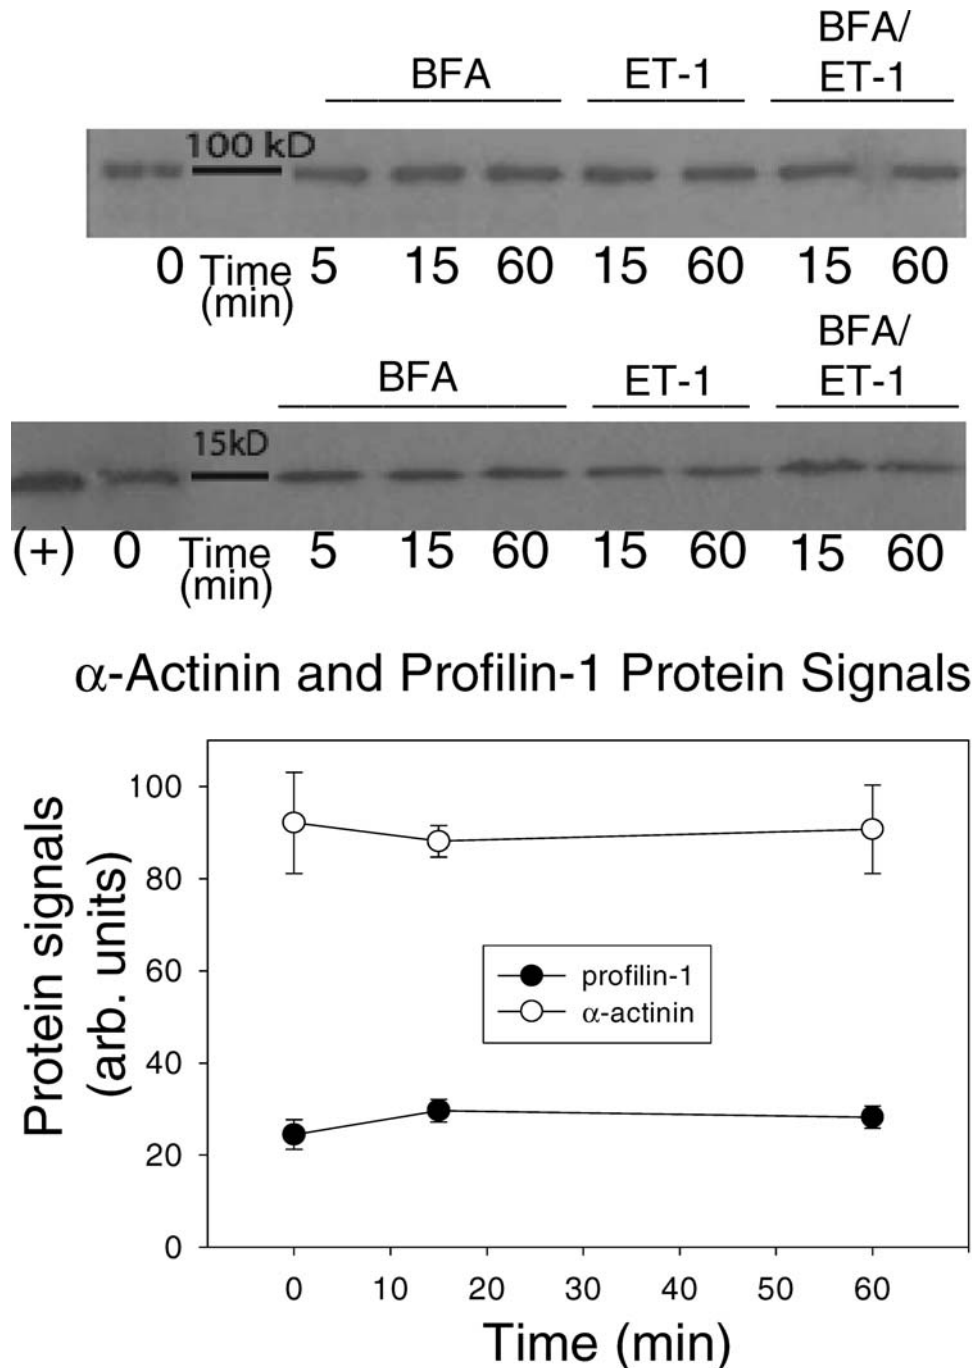 BFA/
BFA ET-1 ET-1
100 kD
0 Time 5 15 60 15 60 15 60
(min)
BFA/
BFA ET-1 ET-1
15kD
(+) 0 Time 5 15 60 15 60 15 60
(min)
α-Actinin and Profilin-1 Protein Signals
Protein signals
(arb. units)
100
80
60
40
20
0
profilin-1
α-actinin
0 10 20 30 40 50 60
Time (min)